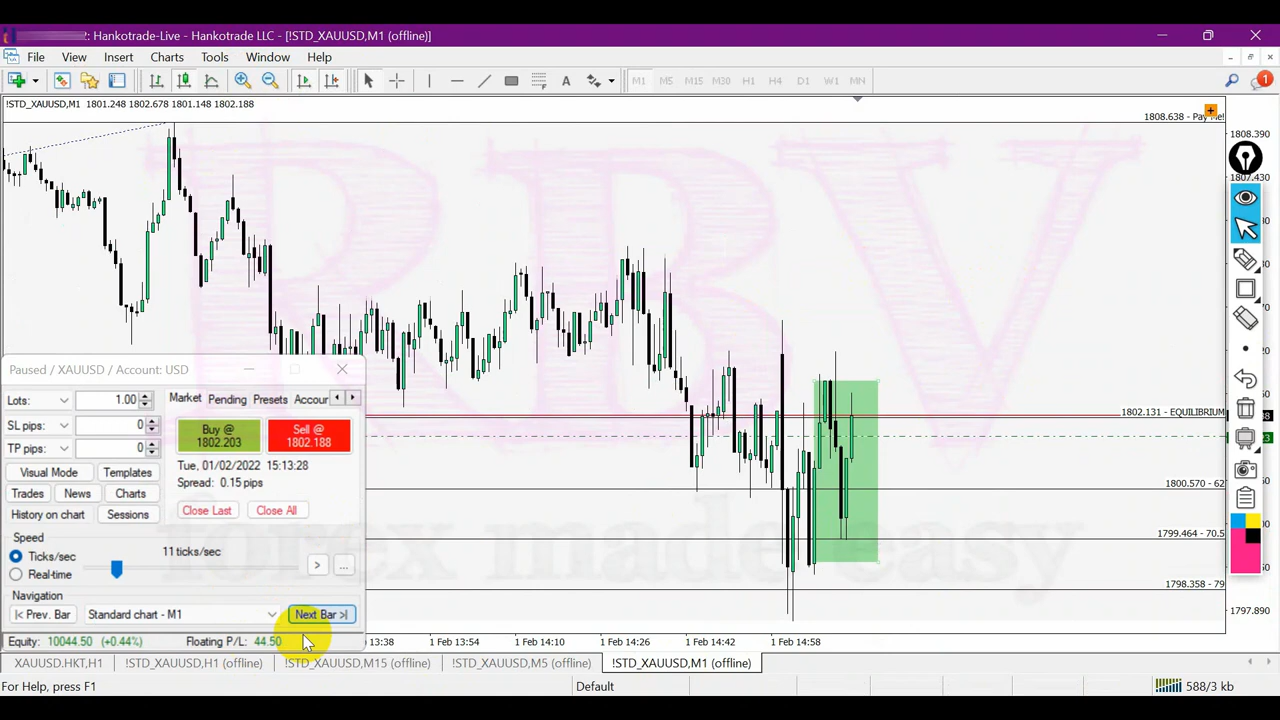 : Hankotrade-Live - Hankotrade LLC - [!STD_XAUUSD,M1 (offline)]
File View Insert Charts Tools Window Help
A M1 M5 M15 M30 H1 H4 D1 W1 MN 1
!STD_XAUUSD,M1 1801.248 1802.678 1801.148 1802.188
1808.638 - Pay Me!
1808.390
1807.430
RBV
forex made easy
1802.131 - EQUILIBRIUM
1800.570 - 62
1799.464 - 70.5
1798.358 - 79
1797.890
Paused / XAUUSD / Account: USD
Lots: 1.00
SL pips: 0
TP pips: 0
Visual Mode Templates
Trades News Charts
History on chart Sessions
Market Pending Presets Accour
Buy @ 1802.203
Sell @ 1802.188
Tue, 01/02/2022 15:13:28
Spread: 0.15 pips
Close Last Close All
Speed
Ticks/sec 11 ticks/sec
Real-time > ...
Navigation
|< Prev. Bar Standard chart - M1 Next Bar >|
Equity: 10044.50 (+0.44%) Floating P/L: 44.50
13:38 1 Feb 13:54 1 Feb 14:10 1 Feb 14:26 1 Feb 14:42 1 Feb 14:58
XAUUSD.HKT,H1 !STD_XAUUSD,H1 (offline) !STD_XAUUSD,M15 (offline) !STD_XAUUSD,M5 (offline) !STD_XAUUSD,M1 (offline)
For Help, press F1 Default 588/3 kb